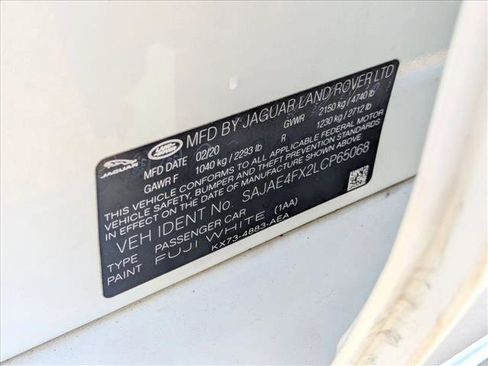 JAGUAR
LAND ROVER
MFD BY JAGUAR LAND ROVER LTD
MFD DATE 02/20 GVWR 2150 kg / 4740 lb
GAWR F 1040 kg / 2293 lb R 1230 kg / 2712 lb
THIS VEHICLE CONFORMS TO ALL APPLICABLE FEDERAL MOTOR
VEHICLE SAFETY, BUMPER AND THEFT PREVENTION STANDARDS
IN EFFECT ON THE DATE OF MANUFACTURE SHOWN ABOVE
VEH IDENT No: SAJAE4FX2LCP65068
TYPE PASSENGER CAR
PAINT FUJI WHITE (1AA)
KX73-4883-AEA